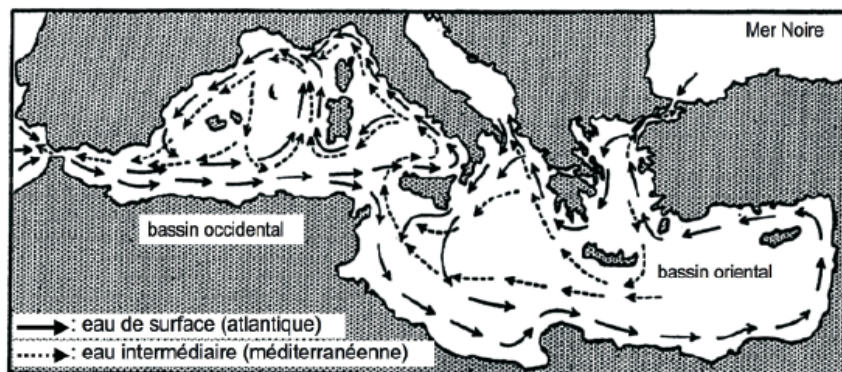 Mer Noire
bassin occidental
bassin oriental
: eau de surface (atlantique)
: eau intermédiaire (méditerranéenne)